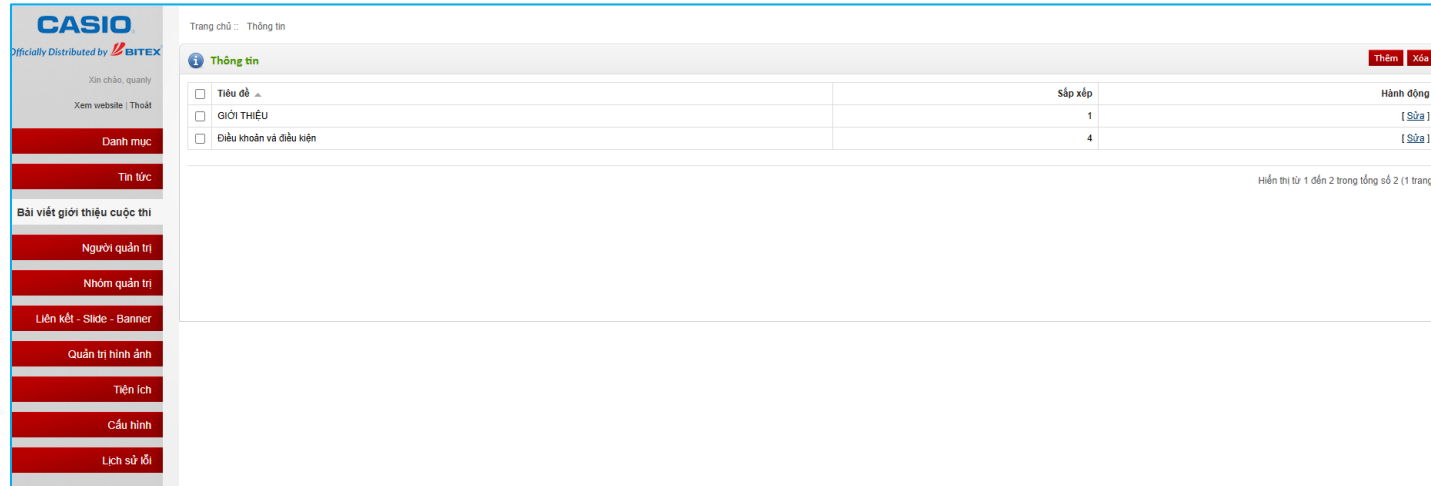 CASIO
Officially Distributed by BITEX
Xin chào, quanly
Xem website | Thoát
Danh mục
Tin tức
Bài viết giới thiệu cuộc thi
Người quản trị
Nhóm quản trị
Liên kết - Slide - Banner
Quản trị hình ảnh
Tiện ích
Cấu hình
Lịch sử lỗi
Trang chủ :: Thông tin
Thông tin
Thêm Xóa
Tiêu đề Sắp xếp Hành động
GIỚI THIỆU 1 [ Sửa ]
Điều khoản và điều kiện 4 [ Sửa ]
Hiển thị từ 1 đến 2 trong tổng số 2 (1 trang